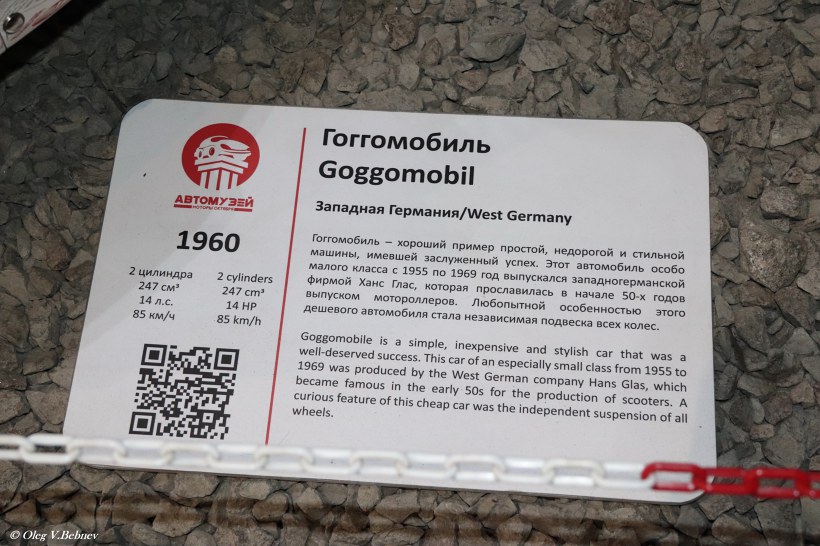 Гоггомобиль
Goggomobil
Западная Германия/West Germany
АВТОМУЗЕЙ
МОТОРЫ ОКТЯБРЯ
1960
2 цилиндра
247 см³
14 л.с.
85 км/ч
2 cylinders
247 cm³
14 HP
85 km/h
Гоггомобиль – хороший пример простой, недорогой и стильной
машины, имевшей заслуженный успех. Этот автомобиль особо
малого класса с 1955 по 1969 год выпускался западногерманской
фирмой Ханс Глас, которая прославилась в начале 50-х годов
выпуском мотороллеров. Любопытной особенностью этого
дешевого автомобиля стала независимая подвеска всех колес.
Goggomobile is a simple, inexpensive and stylish car that was a
well-deserved success. This car of an especially small class from 1955 to
1969 was produced by the West German company Hans Glas, which
became famous in the early 50s for the production of scooters. A
curious feature of this cheap car was the independent suspension of all
wheels.
© Oleg V.Bebnev